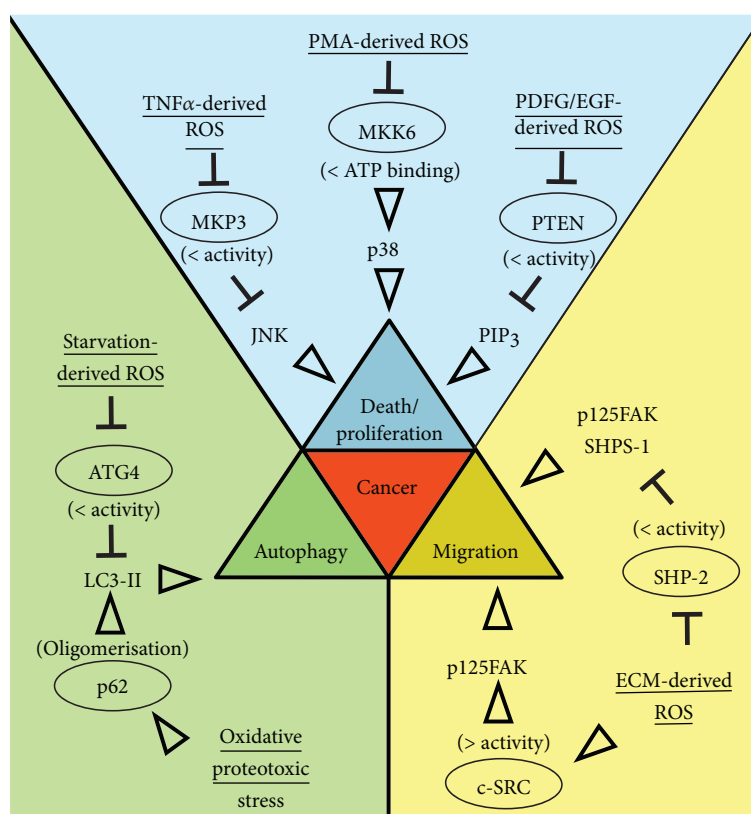 PMA-derived ROS
MKK6
(< ATP binding)
p38
TNFα-derived
ROS
MKP3
(< activity)
JNK
PDFG/EGF-
derived ROS
PTEN
(< activity)
PIP3
Death/
proliferation
Cancer
Autophagy
Migration
Starvation-
derived ROS
ATG4
(< activity)
LC3-II
(Oligomerisation)
p62
Oxidative
proteotoxic
stress
p125FAK
SHPS-1
(< activity)
SHP-2
ECM-derived
ROS
p125FAK
(> activity)
c-SRC